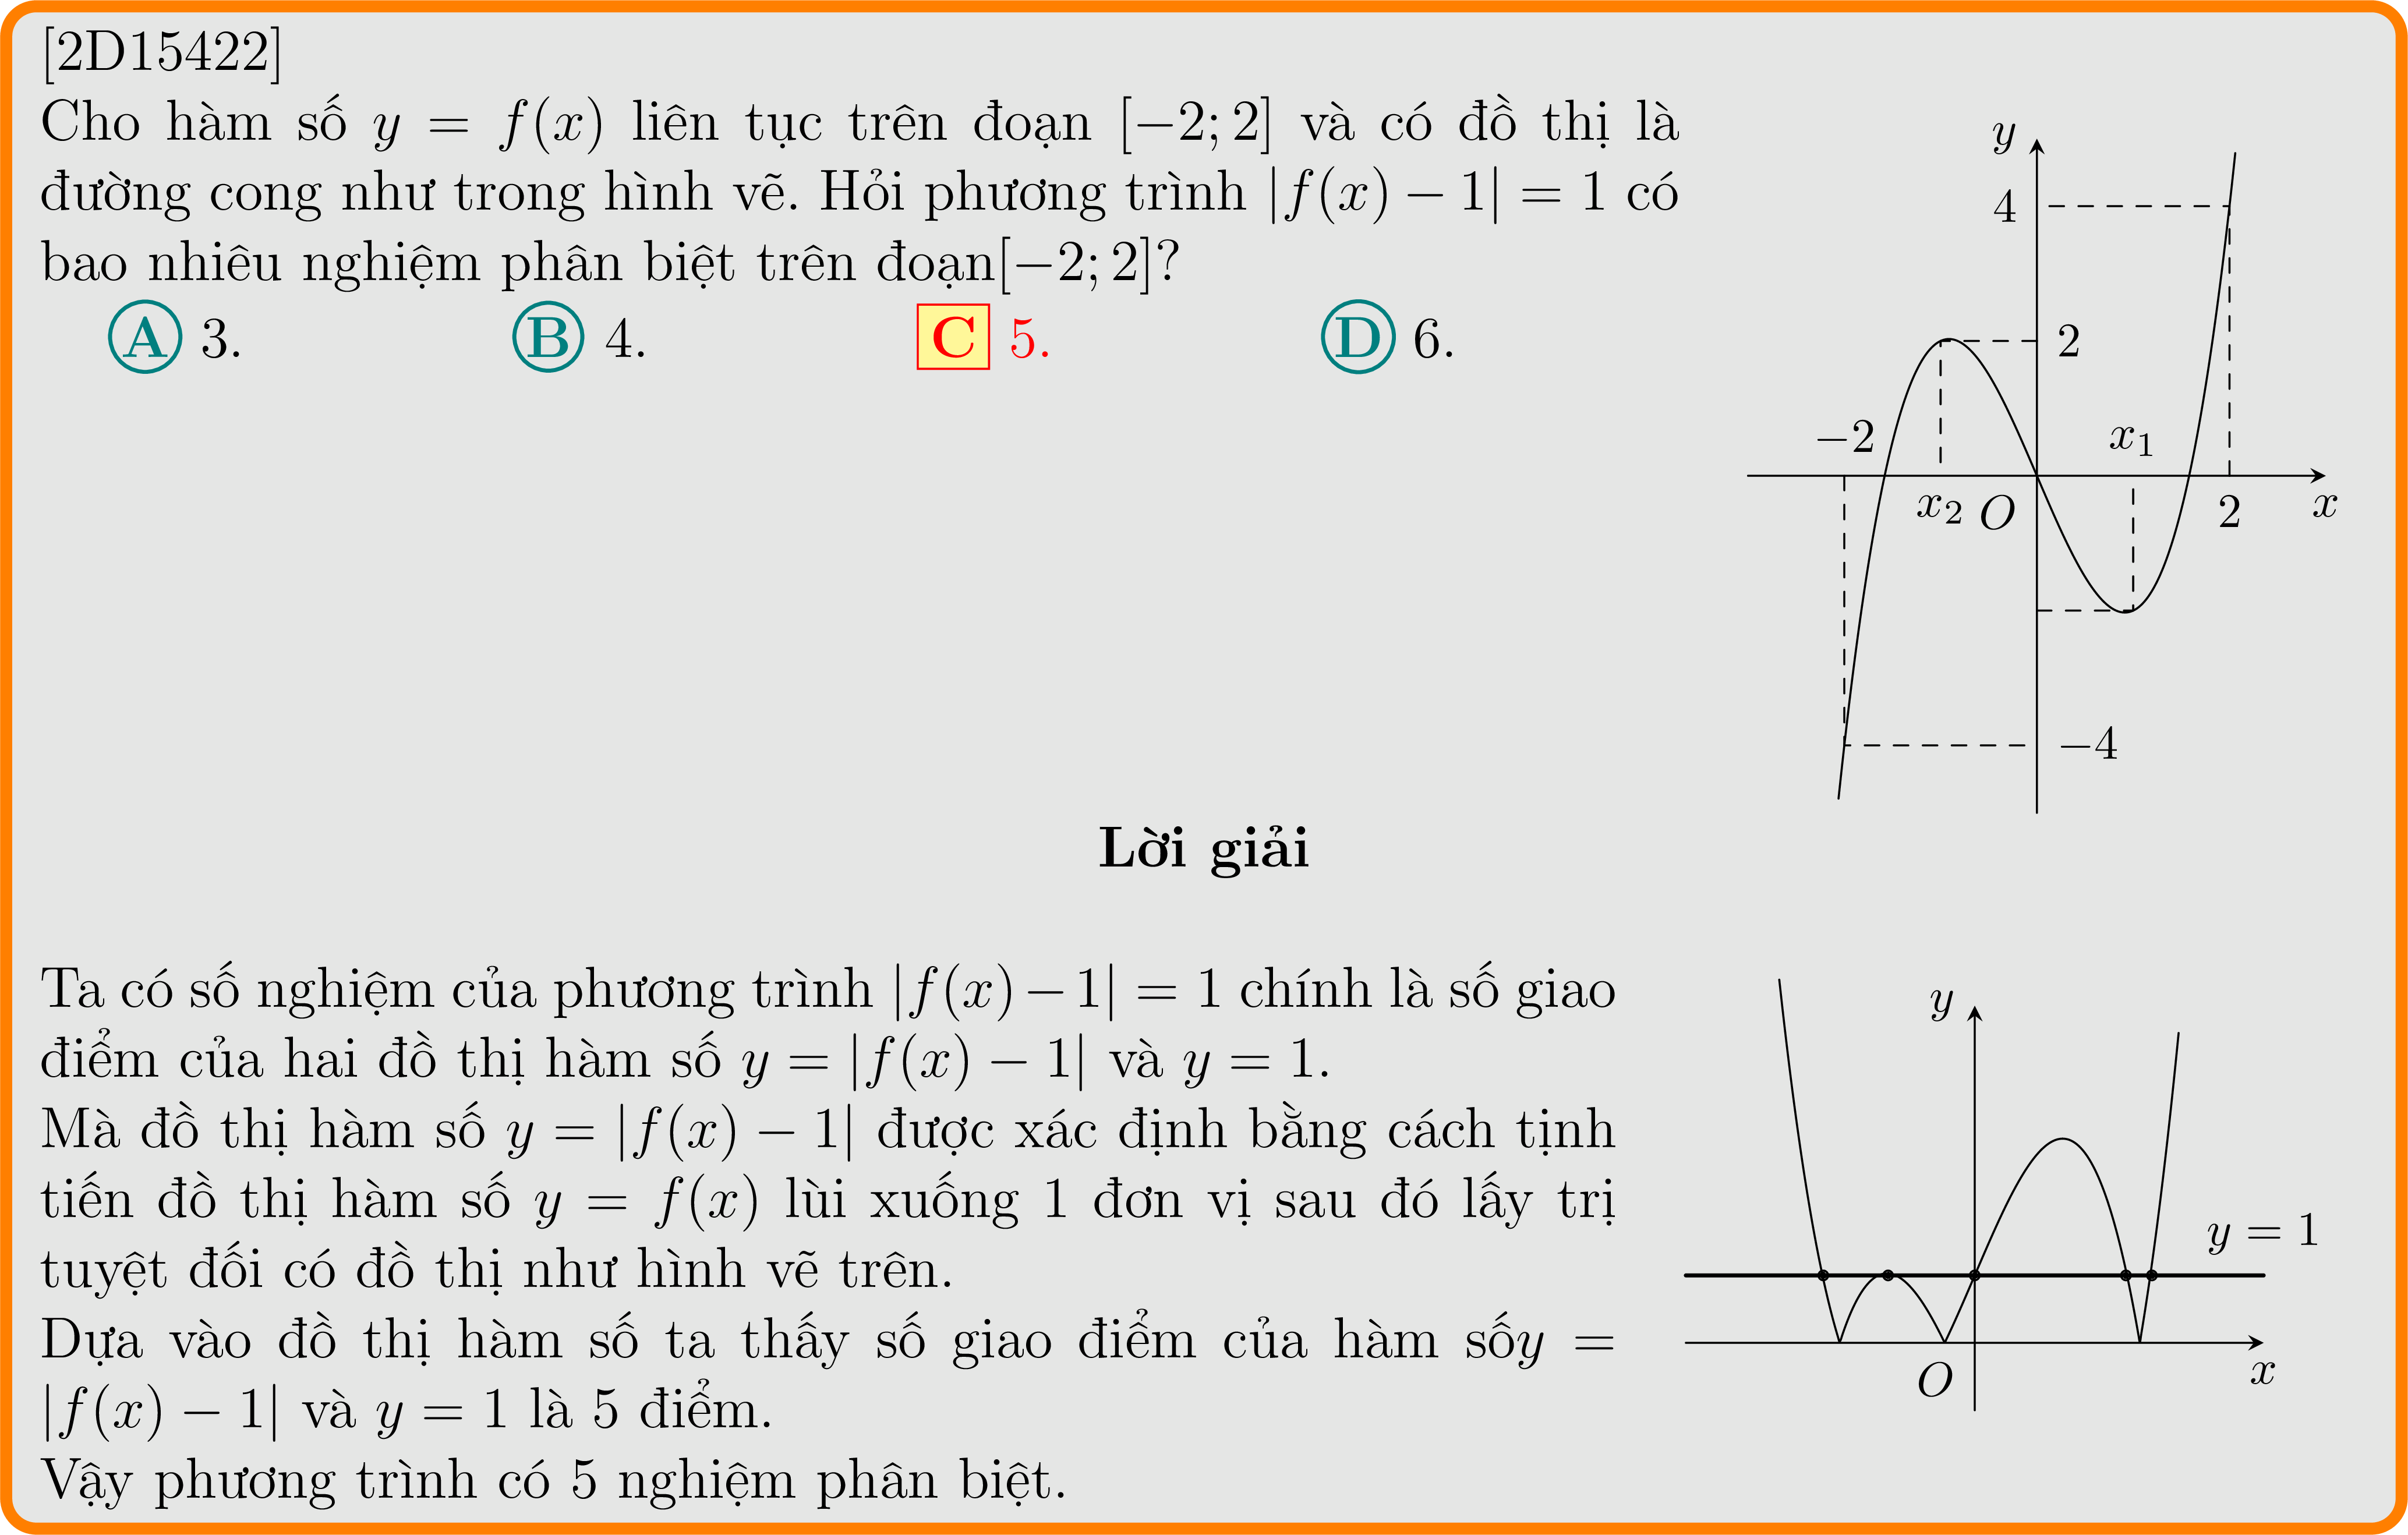 [2D15422]
Cho hàm số y = f(x) liên tục trên đoạn [−2; 2] và có đồ thị là
đường cong như trong hình vẽ. Hỏi phương trình |f(x) − 1| = 1 có
bao nhiêu nghiệm phân biệt trên đoạn[−2; 2]?
A 3. B 4. C 5. D 6.
y
4
2
−2
x₁
x₂
O
2
x
−4
Lời giải
Ta có số nghiệm của phương trình |f(x) − 1| = 1 chính là số giao
điểm của hai đồ thị hàm số y = |f(x) − 1| và y = 1.
Mà đồ thị hàm số y = |f(x) − 1| được xác định bằng cách tịnh
tiến đồ thị hàm số y = f(x) lùi xuống 1 đơn vị sau đó lấy trị
tuyệt đối có đồ thị như hình vẽ trên.
Dựa vào đồ thị hàm số ta thấy số giao điểm của hàm sốy =
|f(x) − 1| và y = 1 là 5 điểm.
Vậy phương trình có 5 nghiệm phân biệt.
y
y = 1
O
x